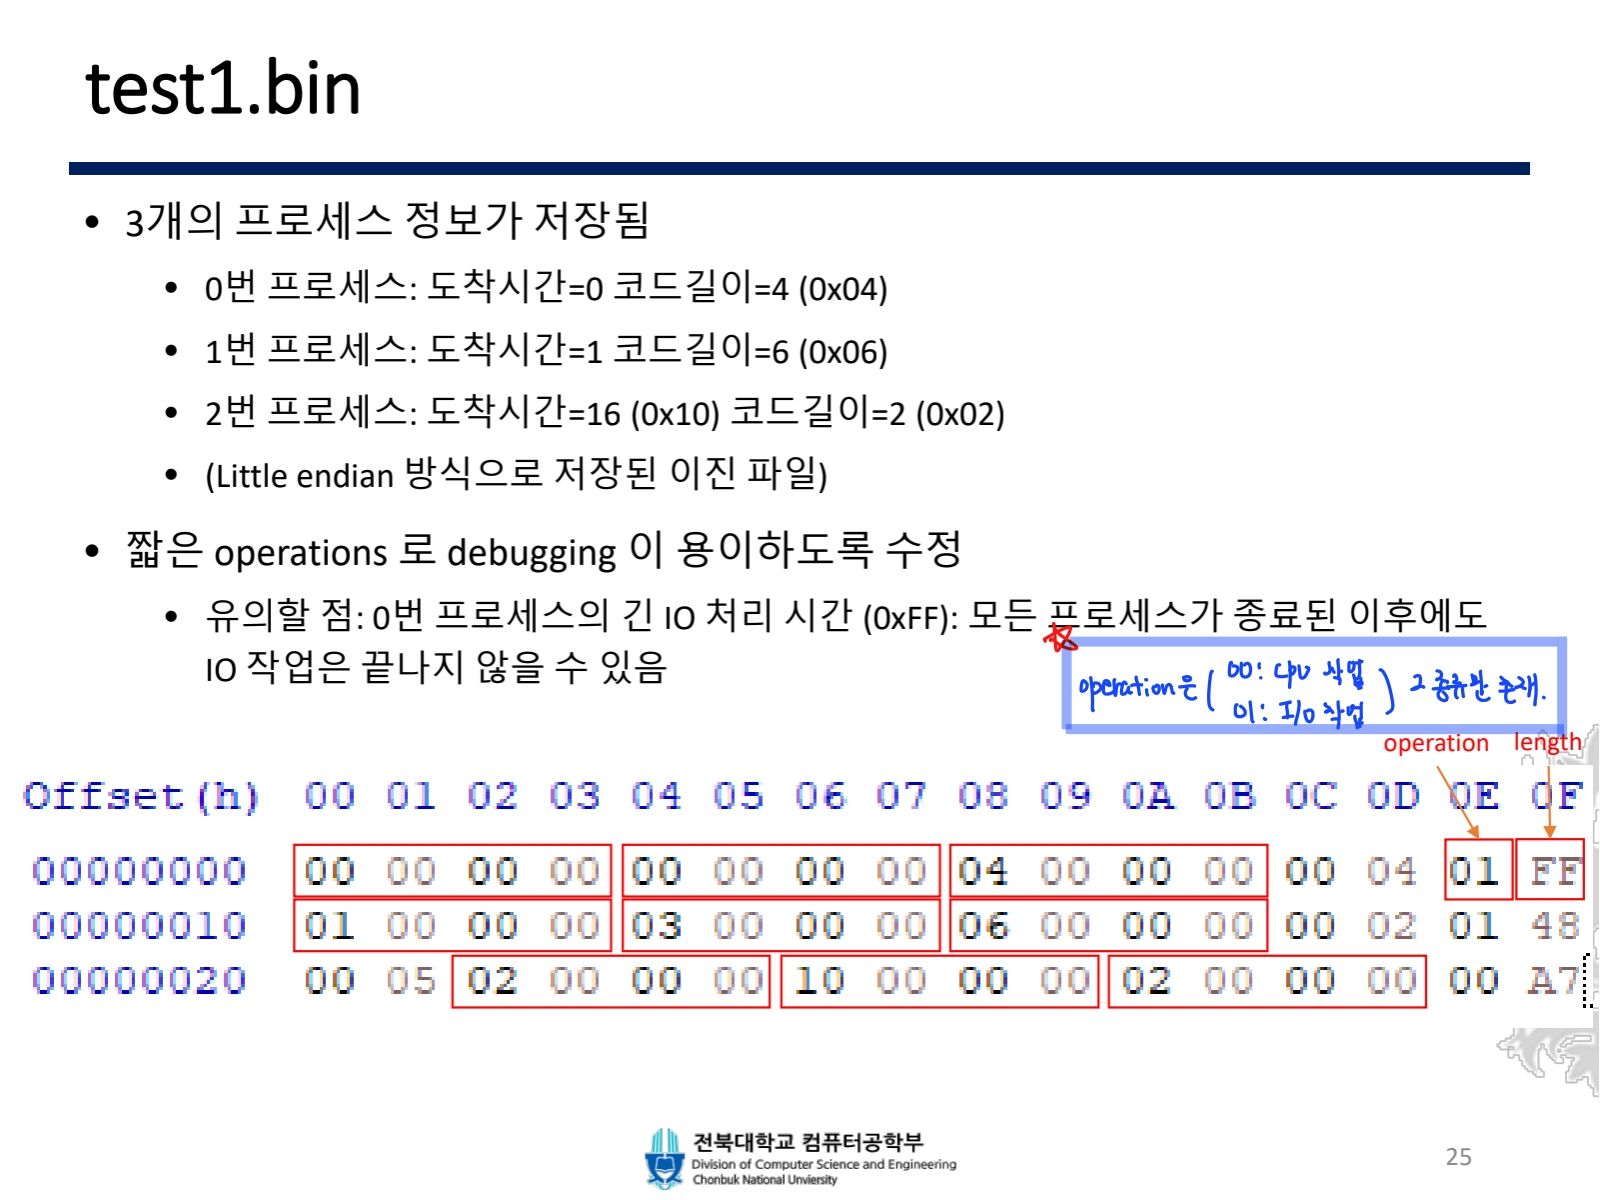 test1.bin
• 3개의 프로세스 정보가 저장됨
• 0번 프로세스: 도착시간=0 코드길이=4 (0x04)
• 1번 프로세스: 도착시간=1 코드길이=6 (0x06)
• 2번 프로세스: 도착시간=16 (0x10) 코드길이=2 (0x02)
• (Little endian 방식으로 저장된 이진 파일)
• 짧은 operations 로 debugging 이 용이하도록 수정
• 유의할 점: 0번 프로세스의 긴 IO 처리 시간 (0xFF): 모든 프로세스가 종료된 이후에도
IO 작업은 끝나지 않을 수 있음
operation은 ( 00: CPU 작업
01: I/O 작업 ) 2 종류만 존재.
operation length
Offset(h) 00 01 02 03 04 05 06 07 08 09 0A 0B 0C 0D 0E 0F
00000000 00 00 00 00 00 00 00 00 04 00 00 00 00 04 01 FF
00000010 01 00 00 00 03 00 00 00 06 00 00 00 00 02 01 48
00000020 00 05 02 00 00 00 10 00 00 00 02 00 00 00 00 A7
전북대학교 컴퓨터공학부
Division of Computer Science and Engineering
Chonbuk National Unviersity
25